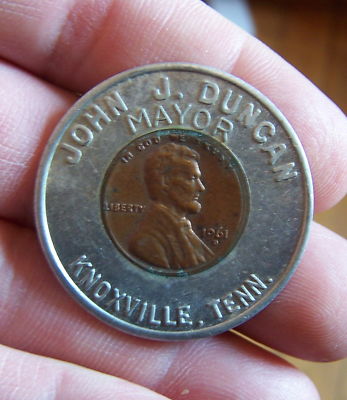 JOHN J. DUNCAN
MAYOR
IN GOD WE TRUST
LIBERTY
1961
D
KNOXVILLE, TENN.